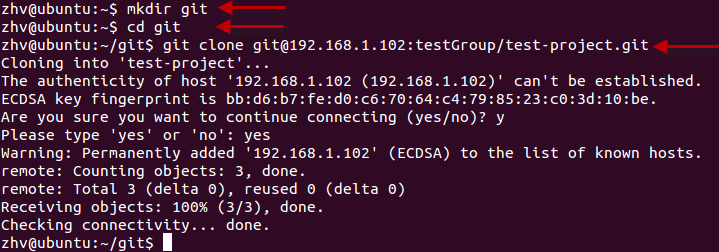 zhv@ubuntu:~$ mkdir git
zhv@ubuntu:~$ cd git
zhv@ubuntu:~/git$ git clone git@192.168.1.102:testGroup/test-project.git
Cloning into 'test-project'...
The authenticity of host '192.168.1.102 (192.168.1.102)' can't be established.
ECDSA key fingerprint is bb:d6:b7:fe:d0:c6:70:64:c4:79:85:23:c0:3d:10:be.
Are you sure you want to continue connecting (yes/no)? y
Please type 'yes' or 'no': yes
Warning: Permanently added '192.168.1.102' (ECDSA) to the list of known hosts.
remote: Counting objects: 3, done.
remote: Total 3 (delta 0), reused 0 (delta 0)
Receiving objects: 100% (3/3), done.
Checking connectivity... done.
zhv@ubuntu:~/git$